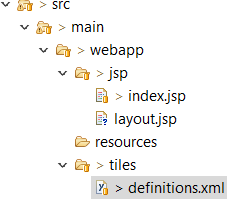 > src
> main
webapp
> jsp
> index.jsp
layout.jsp
resources
> tiles
> definitions.xml